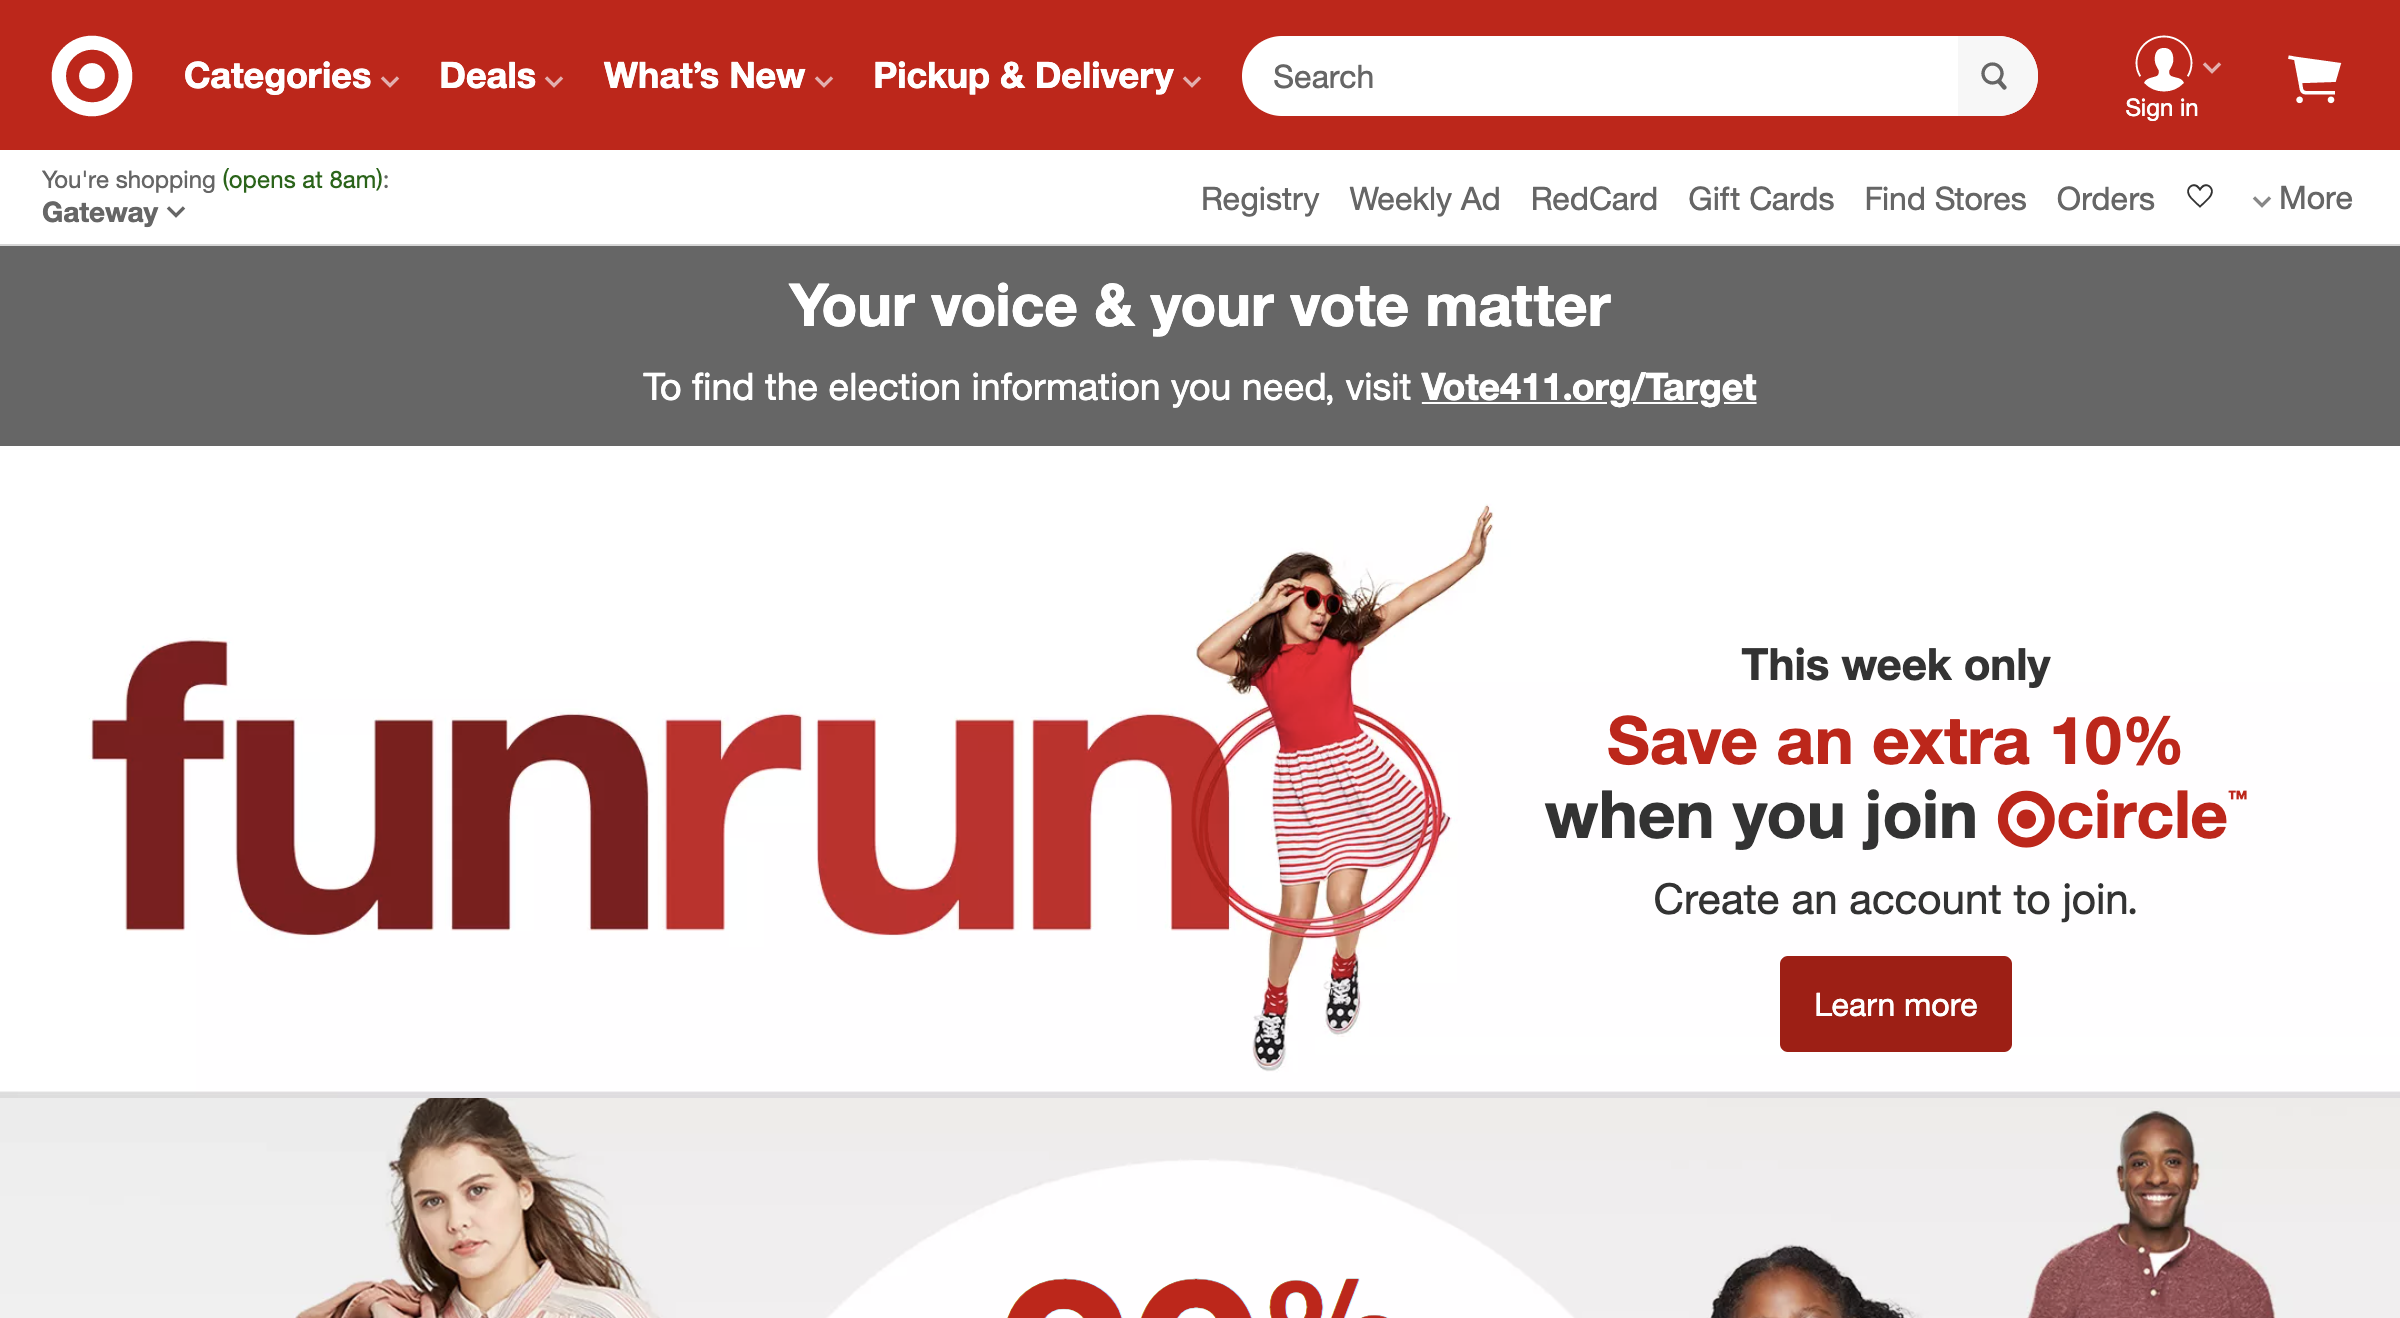 Categories Deals What's New Pickup & Delivery Search
Sign in
You're shopping (opens at 8am):
Gateway
Registry Weekly Ad RedCard Gift Cards Find Stores Orders More
Your voice & your vote matter
To find the election information you need, visit Vote411.org/Target
funrun
This week only
Save an extra 10%
when you join circle™
Create an account to join.
Learn more
%